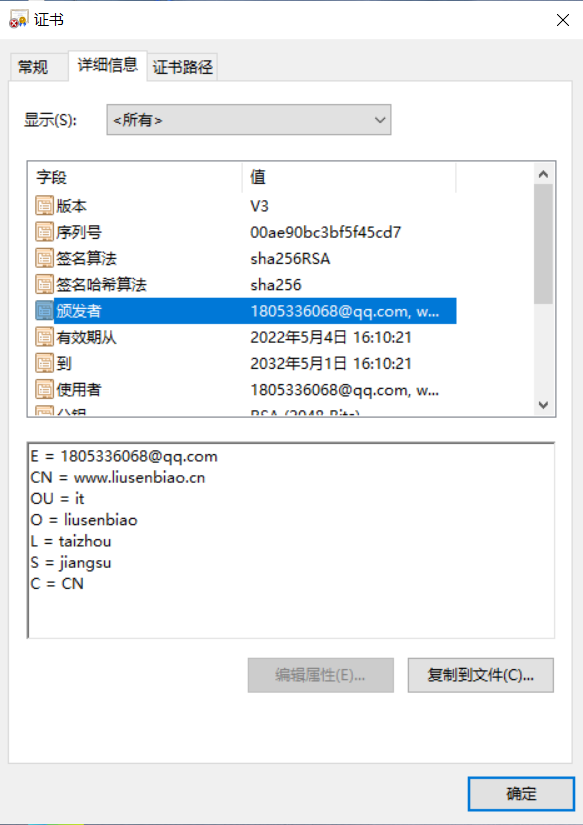 证书
常规 详细信息 证书路径
显示(S): <所有>
字段 值
版本 V3
序列号 00ae90bc3bf5f45cd7
签名算法 sha256RSA
签名哈希算法 sha256
颁发者 1805336068@qq.com, w...
有效期从 2022年5月4日 16:10:21
到 2032年5月1日 16:10:21
使用者 1805336068@qq.com, w...
公钥 RSA (2048 Bits)
E = 1805336068@qq.com
CN = www.liusenbiao.cn
OU = it
O = liusenbiao
L = taizhou
S = jiangsu
C = CN
编辑属性(E)... 复制到文件(C)...
确定